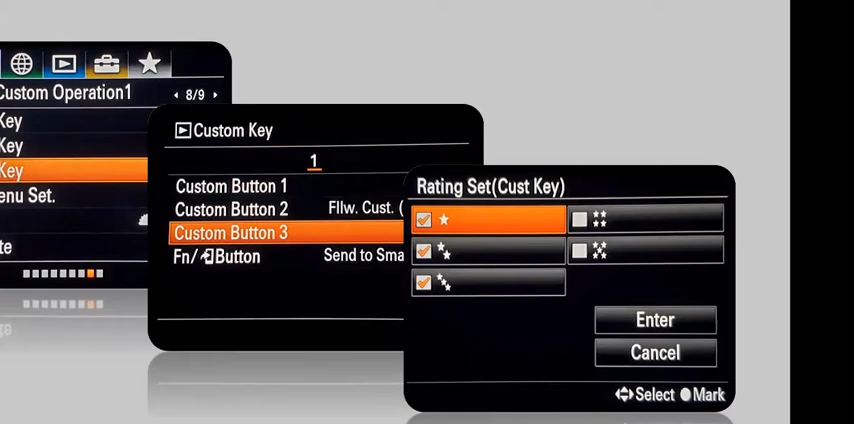 Custom Operation1
8/9
Key
Key
Key
enu Set.
te
Custom Key
1
Custom Button 1
Custom Button 2 Fllw. Cust. (
Custom Button 3
Fn/ Button Send to Sma
Rating Set(Cust Key)
Enter
Cancel
Select Mark